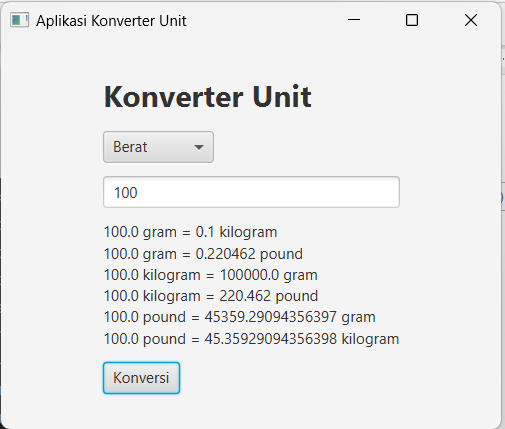 Aplikasi Konverter Unit
Konverter Unit
Berat
100
100.0 gram = 0.1 kilogram
100.0 gram = 0.220462 pound
100.0 kilogram = 100000.0 gram
100.0 kilogram = 220.462 pound
100.0 pound = 45359.29094356397 gram
100.0 pound = 45.35929094356398 kilogram
Konversi